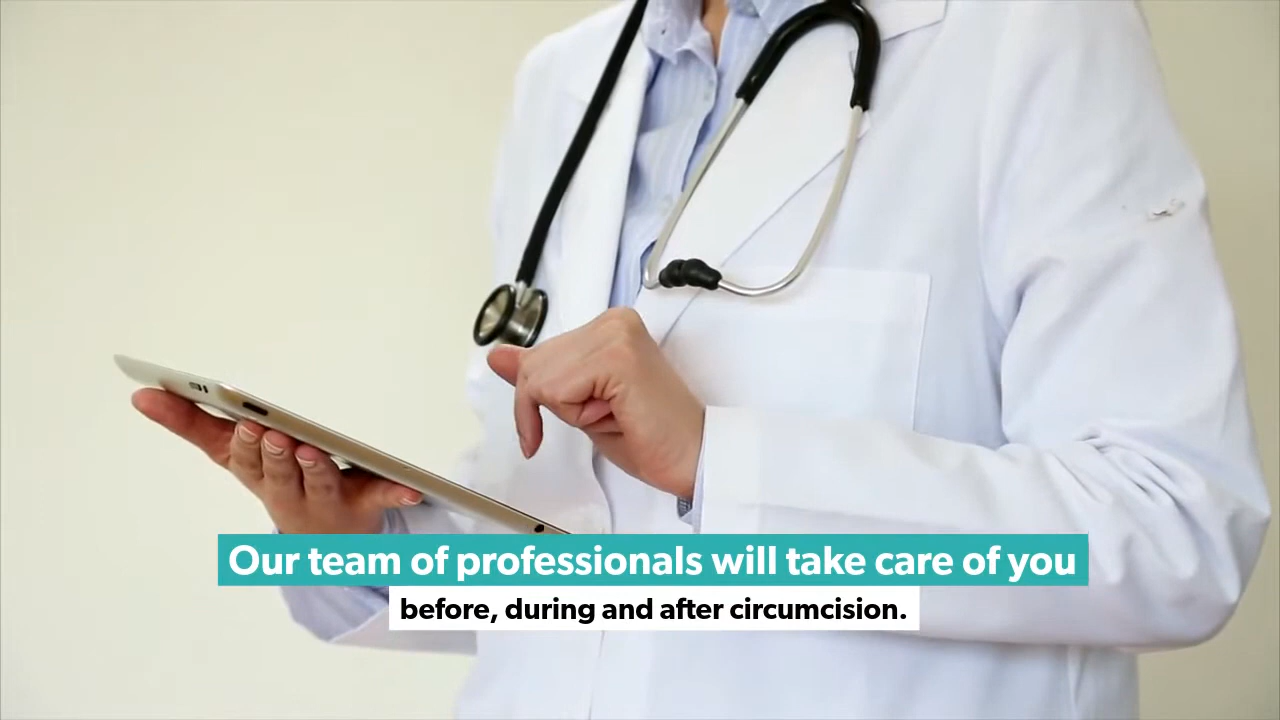 Our team of professionals will take care of you
before, during and after circumcision.